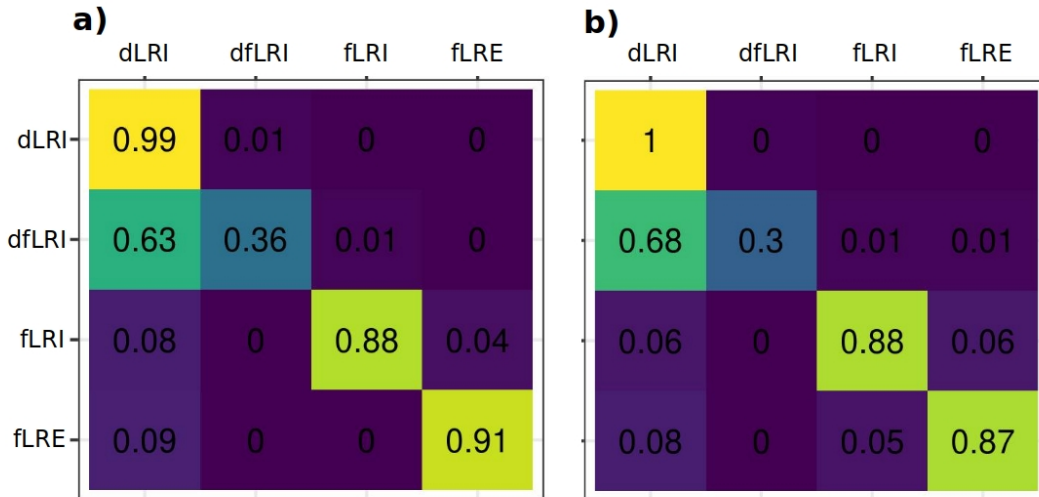 a)
dLRI dfLRI fLRI fLRE
dLRI 0.99 0.01 0 0
dfLRI 0.63 0.36 0.01 0
fLRI 0.08 0 0.88 0.04
fLRE 0.09 0 0 0.91
b)
dLRI dfLRI fLRI fLRE
1 0 0 0
0.68 0.3 0.01 0.01
0.06 0 0.88 0.06
0.08 0 0.05 0.87